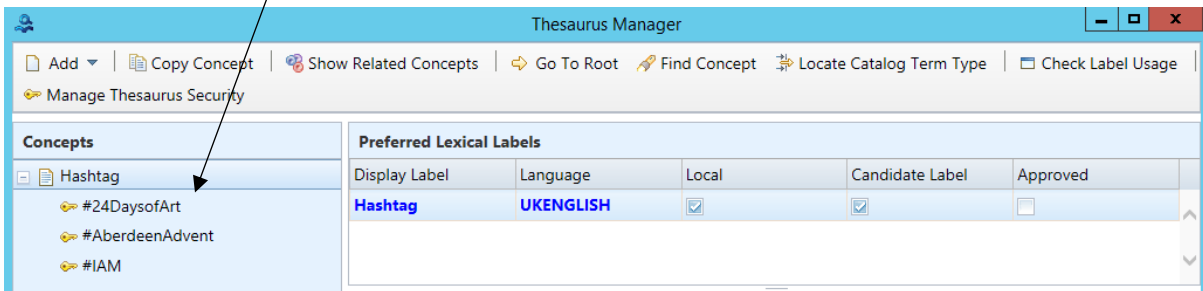 Thesaurus Manager
Add Copy Concept Show Related Concepts Go To Root Find Concept Locate Catalog Term Type Check Label Usage
Manage Thesaurus Security
Concepts Preferred Lexical Labels
Hashtag Display Label Language Local Candidate Label Approved
#24DaysofArt Hashtag UKENGLISH
#AberdeenAdvent
#IAM